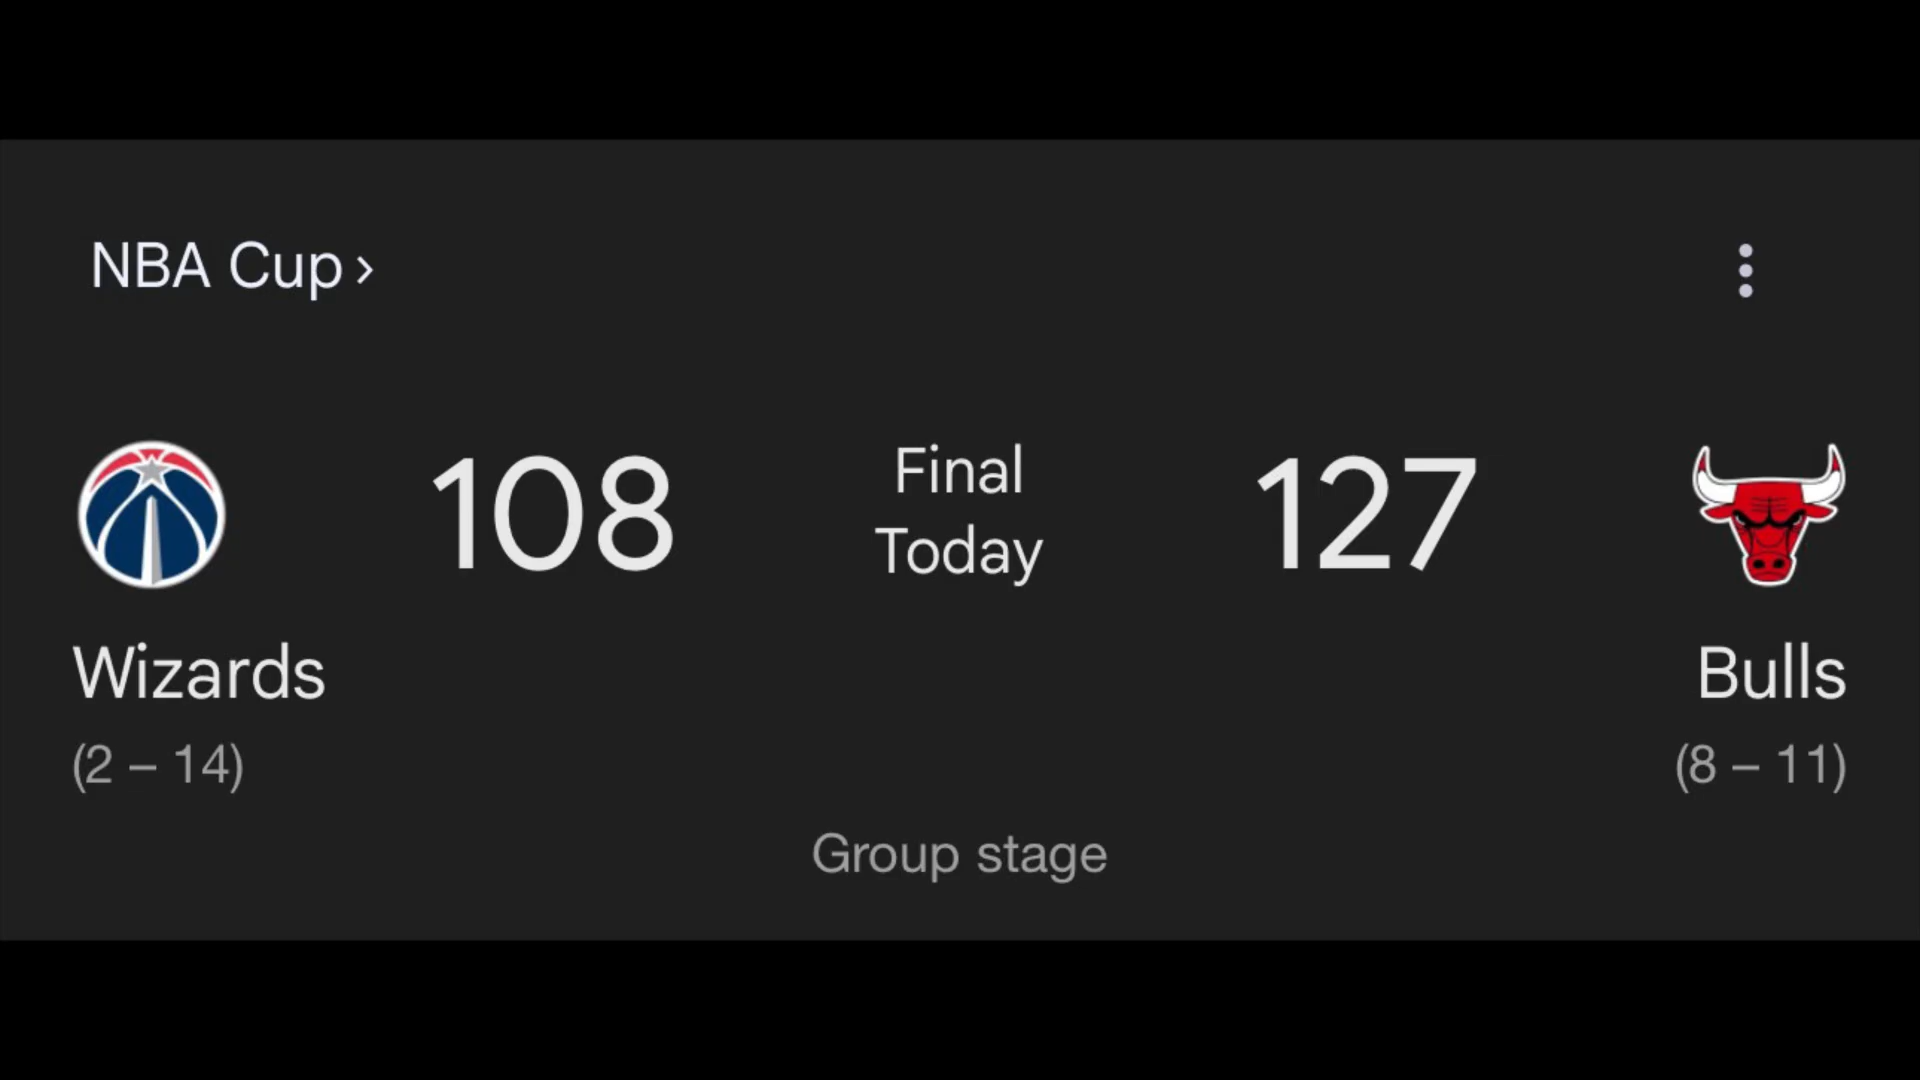 NBA Cup ›
108
Final
Today
127
Wizards
Bulls
(2 – 14)
(8 – 11)
Group stage